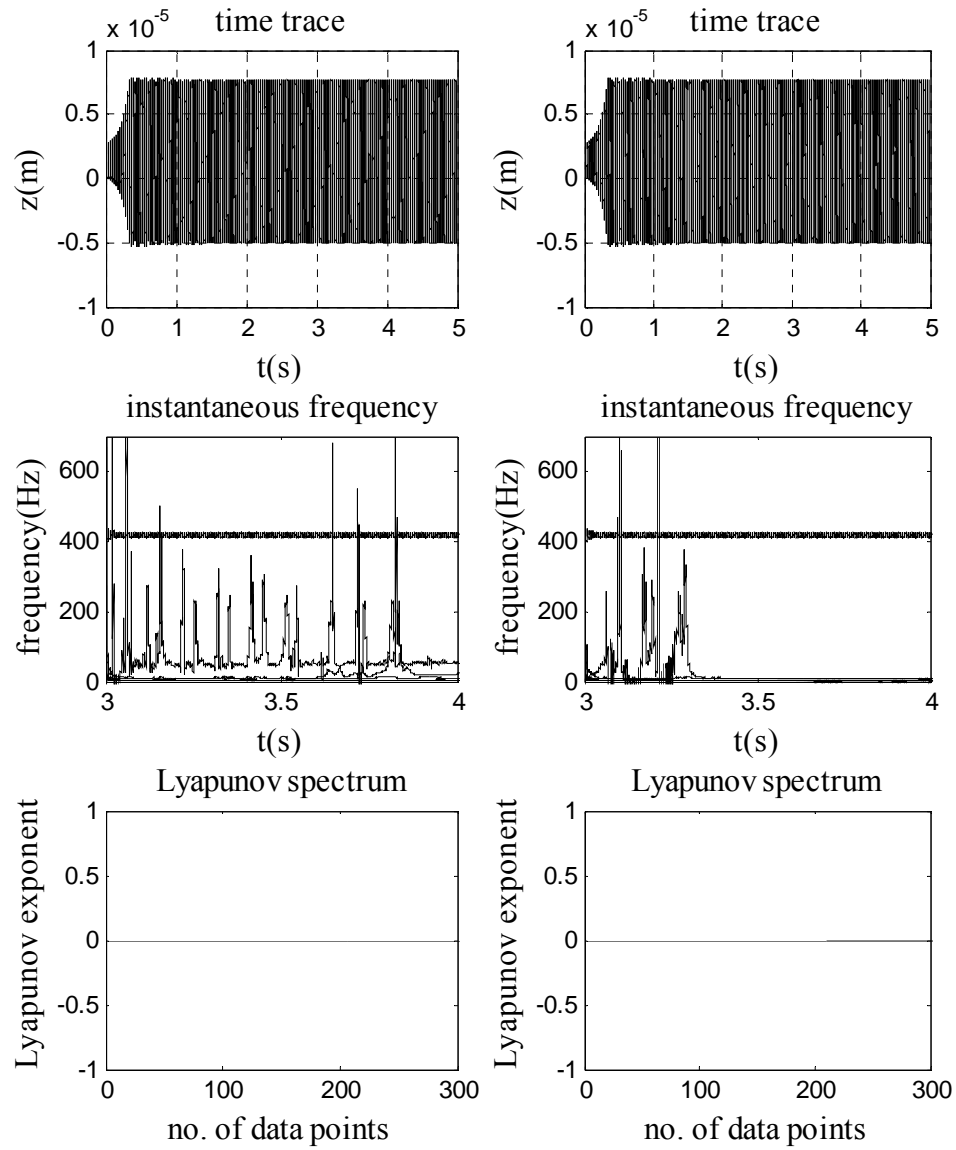 x 10^-5 time trace
1
0.5
0
-0.5
-1
z(m)
0 1 2 3 4 5
t(s)
x 10^-5 time trace
1
0.5
0
-0.5
-1
z(m)
0 1 2 3 4 5
t(s)
instantaneous frequency
600
400
200
0
frequency(Hz)
3 3.5 4
t(s)
instantaneous frequency
600
400
200
0
frequency(Hz)
3 3.5 4
t(s)
Lyapunov spectrum
1
0.5
0
-0.5
-1
Lyapunov exponent
0 100 200 300
no. of data points
Lyapunov spectrum
1
0.5
0
-0.5
-1
Lyapunov exponent
0 100 200 300
no. of data points